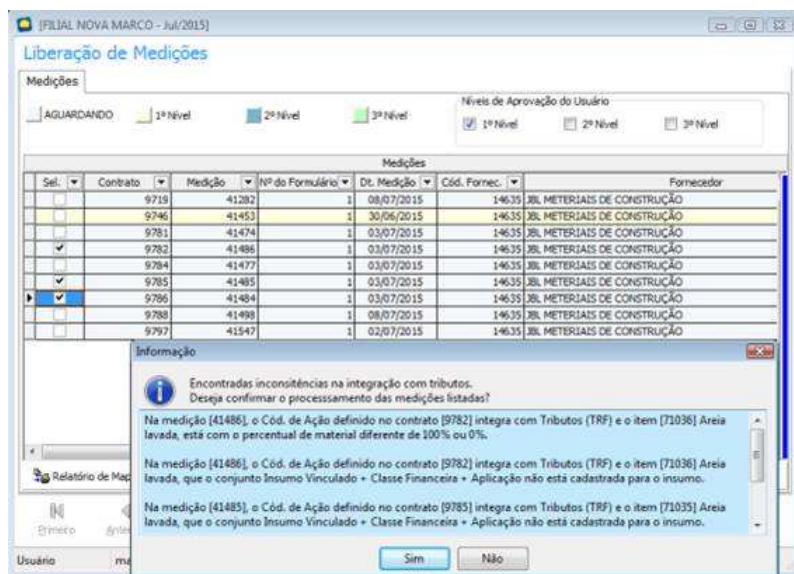 [FILIAL NOVA MARCO - Jul/2015]
Liberação de Medições
Medições
AGUARDANDO 1º Nível 2º Nível 3º Nível
Níveis de Aprovação do Usuário
1º Nível 2º Nível 3º Nível
Medições
Sel. Contrato Medição Nº do Formulário Dt. Medição Cód. Fornec. Fornecedor
9719 41282 1 08/07/2015 14635 JBL METERIAIS DE CONSTRUÇÃO
9746 41453 1 30/06/2015 14635 JBL METERIAIS DE CONSTRUÇÃO
9781 41474 1 03/07/2015 14635 JBL METERIAIS DE CONSTRUÇÃO
9782 41486 1 03/07/2015 14635 JBL METERIAIS DE CONSTRUÇÃO
9784 41477 1 03/07/2015 14635 JBL METERIAIS DE CONSTRUÇÃO
9785 41485 1 03/07/2015 14635 JBL METERIAIS DE CONSTRUÇÃO
9786 41484 1 03/07/2015 14635 JBL METERIAIS DE CONSTRUÇÃO
9788 41498 1 08/07/2015 14635 JBL METERIAIS DE CONSTRUÇÃO
9797 41547 1 02/07/2015 14635 JBL METERIAIS DE CONSTRUÇÃO
Informação
Encontradas inconsitências na integração com tributos.
Deseja confirmar o processsamento das medições listadas?
Na medição [41486], o Cód. de Ação definido no contrato [9782] integra com Tributos (TRF) e o item [71036] Areia
lavada, está com o percentual de material diferente de 100% ou 0%.
Na medição [41486], o Cód. de Ação definido no contrato [9782] integra com Tributos (TRF) e o item [71036] Areia
lavada, que o conjunto Insumo Vinculado + Classe Financeira + Aplicação não está cadastrada para o insumo.
Na medição [41485], o Cód. de Ação definido no contrato [9785] integra com Tributos (TRF) e o item [71035] Areia
lavada, que o conjunto Insumo Vinculado + Classe Financeira + Aplicação não está cadastrada para o insumo.
Relatório de Map
Primeiro Ante
Sim Não
Usuário ma